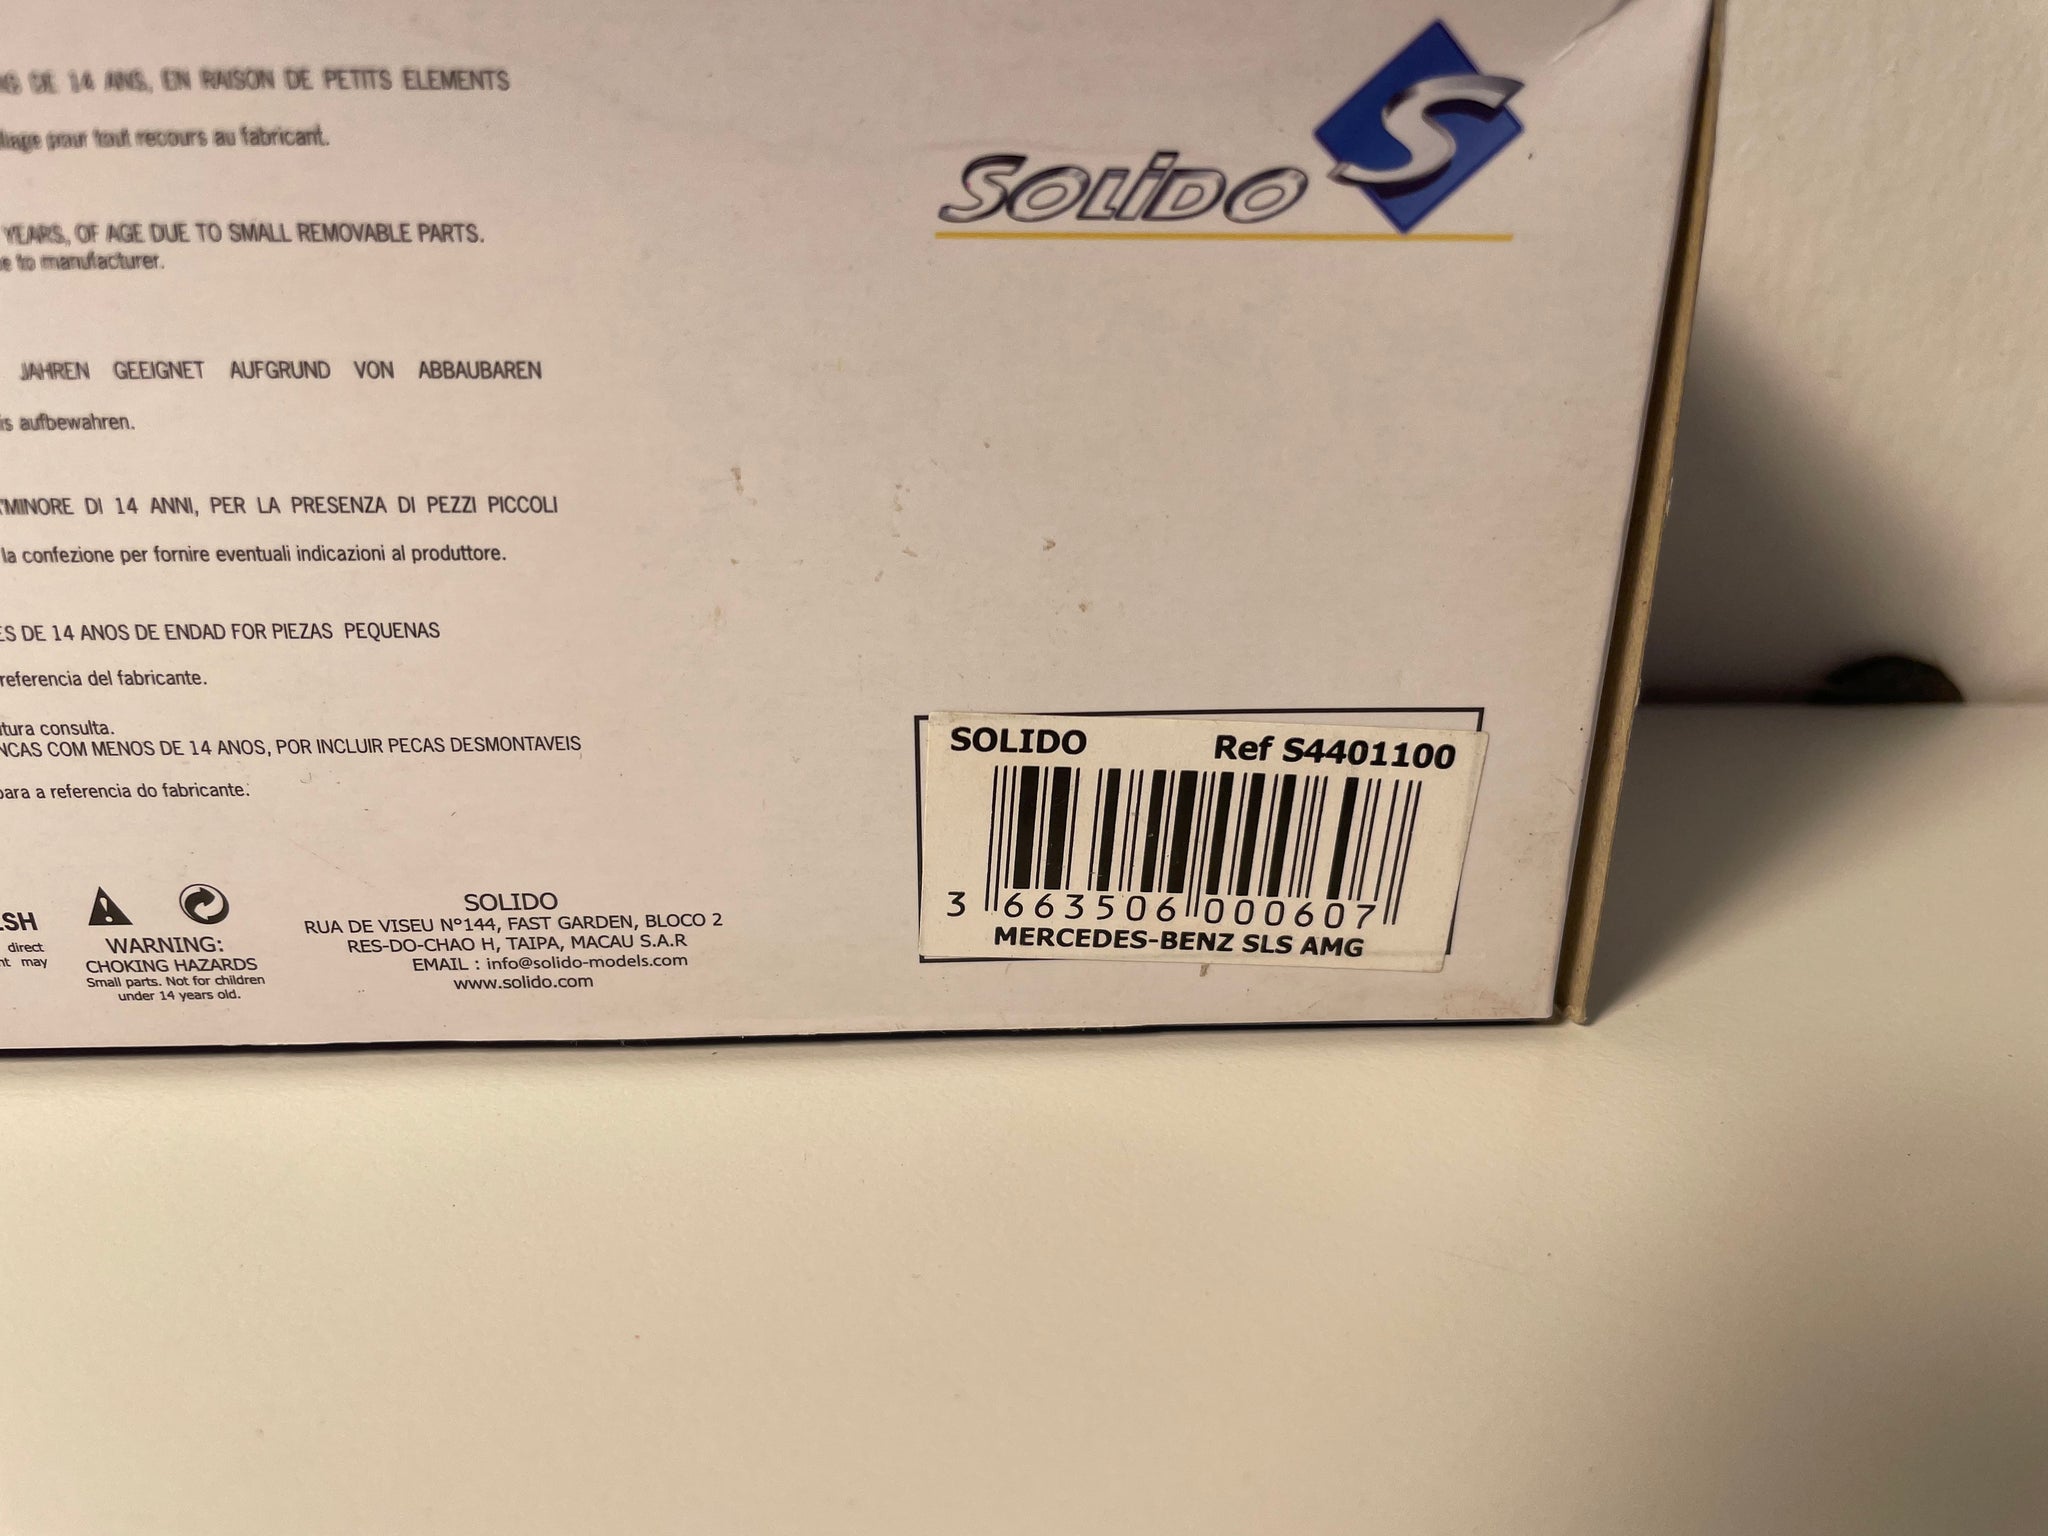 DE 14 ANS, EN RAISON DE PETITS ELEMENTS
pour tout recours au fabricant.
YEARS, OF AGE DUE TO SMALL REMOVABLE PARTS.
to manufacturer.
JAHREN GEEIGNET AUFGRUND VON ABBAUBAREN
aufbewahren.
MINORE DI 14 ANNI, PER LA PRESENZA DI PEZZI PICCOLI
la confezione per fornire eventuali indicazioni al produttore.
ES DE 14 ANOS DE ENDAD FOR PIEZAS PEQUENAS
referencia del fabricante.
tura consulta.
NCAS COM MENOS DE 14 ANOS, POR INCLUIR PECAS DESMONTAVEIS
para a referencia do fabricante.
LSH
direct
nt may
WARNING:
CHOKING HAZARDS
Small parts. Not for children
under 14 years old.
SOLIDO
RUA DE VISEU Nº144, FAST GARDEN, BLOCO 2
RES-DO-CHAO H, TAIPA, MACAU S.A.R
EMAIL : info@solido-models.com
www.solido.com
SOLIDO S
SOLIDO Ref S4401100
3 663506 000607
MERCEDES-BENZ SLS AMG